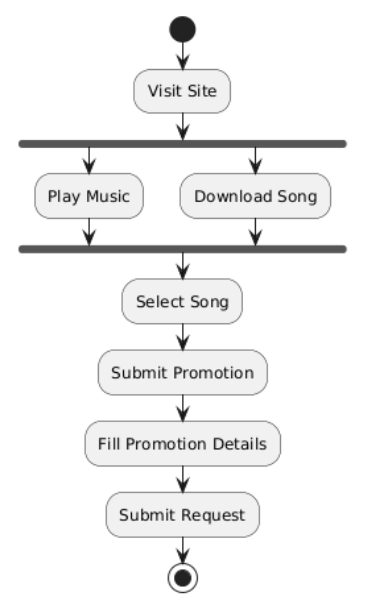 Visit Site
Play Music
Download Song
Select Song
Submit Promotion
Fill Promotion Details
Submit Request